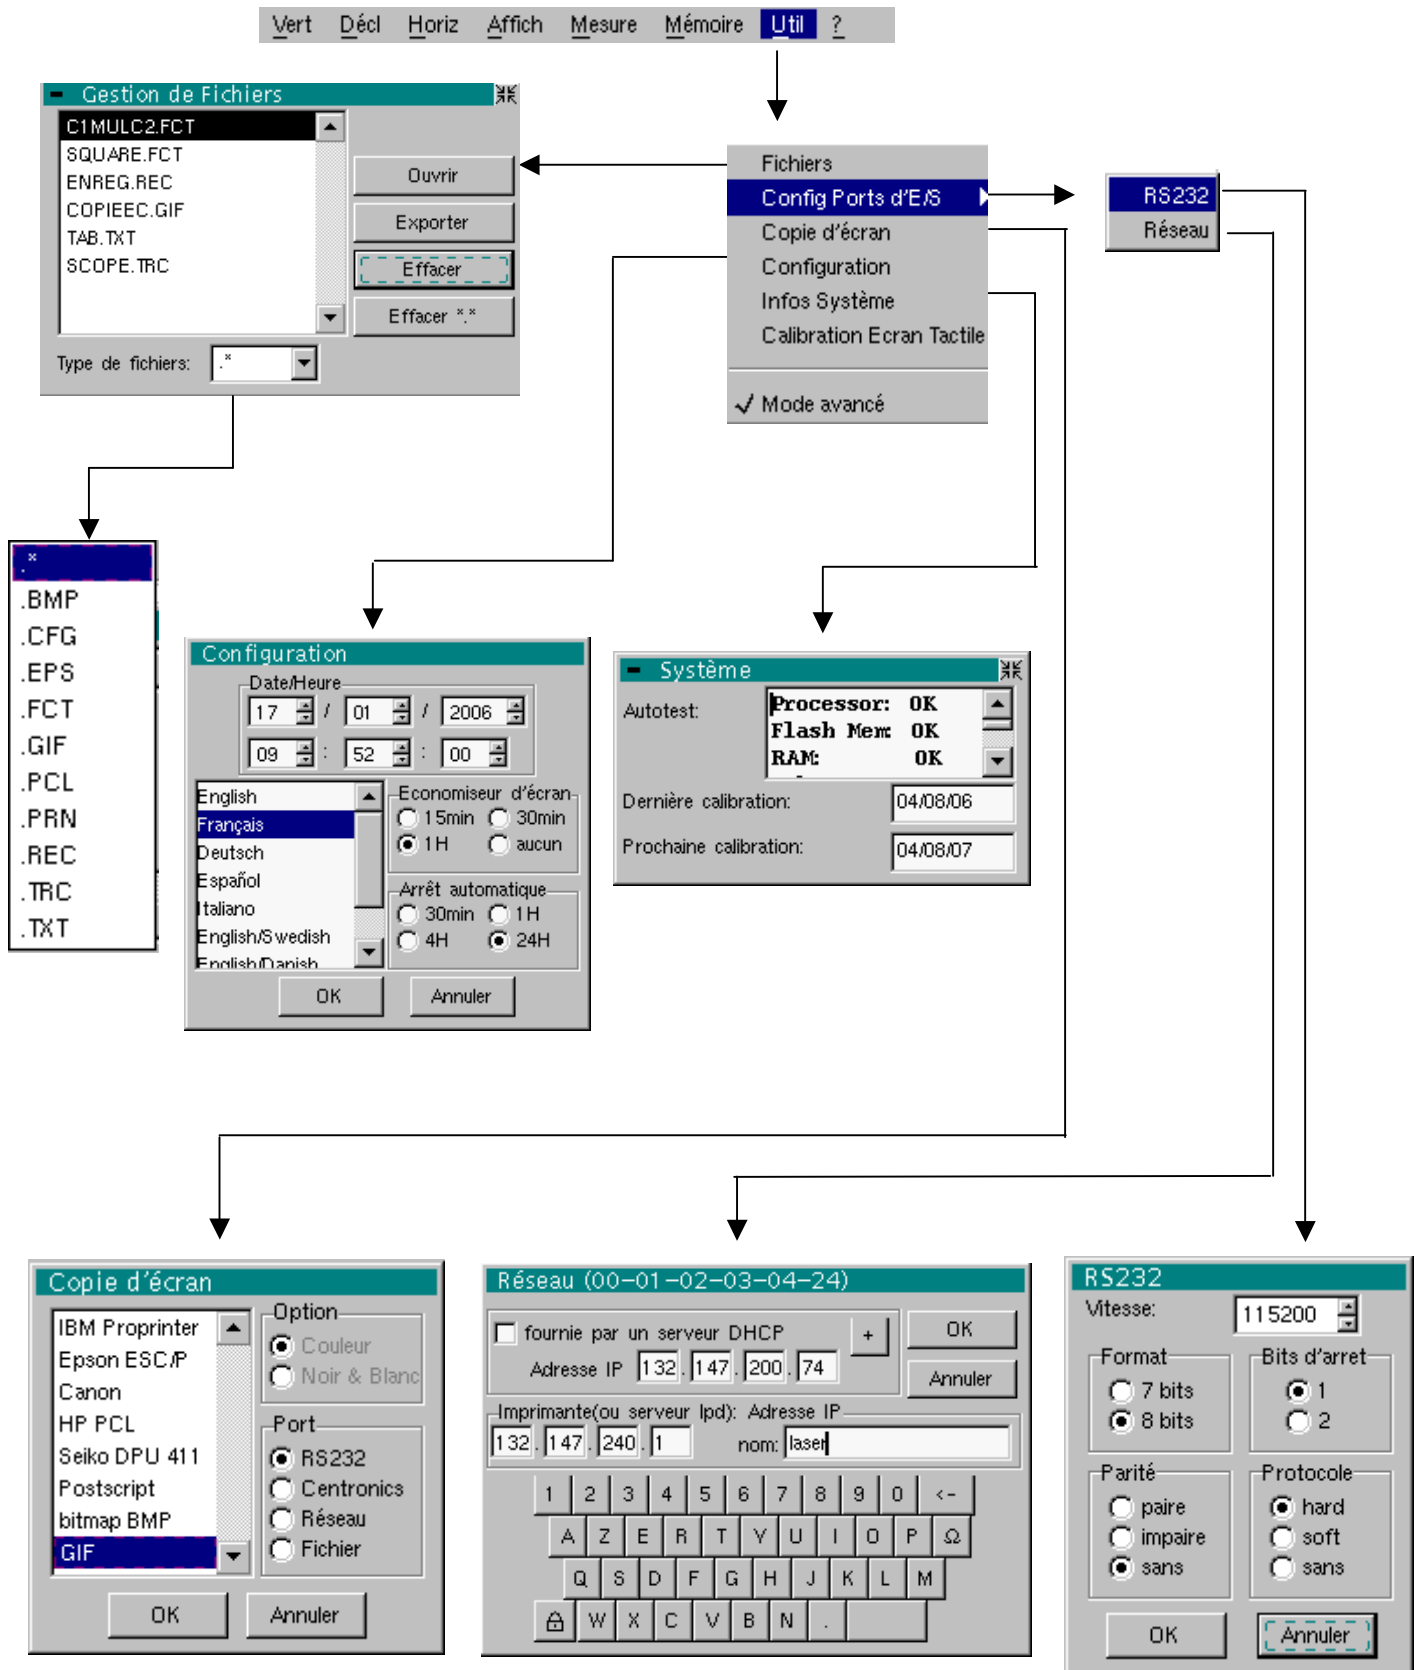 Vert Décl Horiz Affich Mesure Mémoire Util ?
Gestion de Fichiers
C1MULC2.FCT
SQUARE.FCT
ENREG.REC
COPIEEC.GIF
TAB.TXT
SCOPE.TRC
Ouvrir
Exporter
Effacer
Effacer *.*
Type de fichiers: .*
Fichiers
Config Ports d'E/S
Copie d'écran
Configuration
Infos Système
Calibration Ecran Tactile
✓ Mode avancé
RS232
Réseau
.*
.BMP
.CFG
.EPS
.FCT
.GIF
.PCL
.PRN
.REC
.TRC
.TXT
Configuration
Date/Heure
17 / 01 / 2006
09 : 52 : 00
English
Français
Deutsch
Español
Italiano
English/Swedish
English/Danish
Economiseur d'écran
15min 30min
1H aucun
Arrêt automatique
30min 1H
4H 24H
OK Annuler
Système
Autotest:
Processor: OK
Flash Mem: OK
RAM: OK
Dernière calibration: 04/08/06
Prochaine calibration: 04/08/07
Copie d'écran
IBM Proprinter
Epson ESC/P
Canon
HP PCL
Seiko DPU 411
Postscript
bitmap BMP
GIF
Option
Couleur
Noir & Blanc
Port
RS232
Centronics
Réseau
Fichier
OK Annuler
Réseau (00-01-02-03-04-24)
fournie par un serveur DHCP +
Adresse IP 132.147.200.74
OK
Annuler
Imprimante(ou serveur lpd): Adresse IP
132.147.240.1 nom: laser
1 2 3 4 5 6 7 8 9 0 <-
A Z E R T Y U I O P Ω
Q S D F G H J K L M
W X C V B N .
RS232
Vitesse: 115200
Format
7 bits
8 bits
Bits d'arret
1
2
Parité
paire
impaire
sans
Protocole
hard
soft
sans
OK Annuler